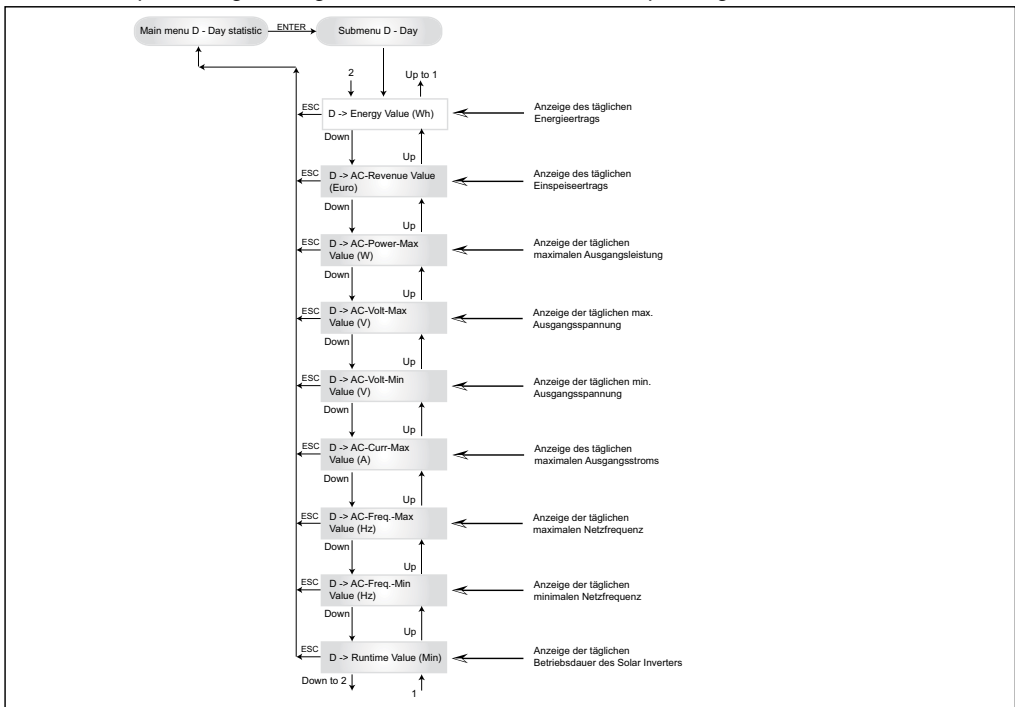 Main menu D - Day statistic
ENTER
Submenu D - Day
2
Up to 1
ESC
D -> Energy Value (Wh)
Anzeige des täglichen
Energieertrags
Down
Up
ESC
D -> AC-Revenue Value
(Euro)
Anzeige des täglichen
Einspeiseertrags
Down
Up
ESC
D -> AC-Power-Max
Value (W)
Anzeige der täglichen
maximalen Ausgangsleistung
Down
Up
ESC
D -> AC-Volt-Max
Value (V)
Anzeige der täglichen max.
Ausgangsspannung
Down
Up
ESC
D -> AC-Volt-Min
Value (V)
Anzeige der täglichen min.
Ausgangsspannung
Down
Up
ESC
D -> AC-Curr-Max
Value (A)
Anzeige des täglichen
maximalen Ausgangsstroms
Down
Up
ESC
D -> AC-Freq.-Max
Value (Hz)
Anzeige der täglichen
maximalen Netzfrequenz
Down
Up
ESC
D -> AC-Freq.-Min
Value (Hz)
Anzeige der täglichen
minimalen Netzfrequenz
Down
Up
ESC
D -> Runtime Value (Min)
Anzeige der täglichen
Betriebsdauer des Solar Inverters
Down to 2
1